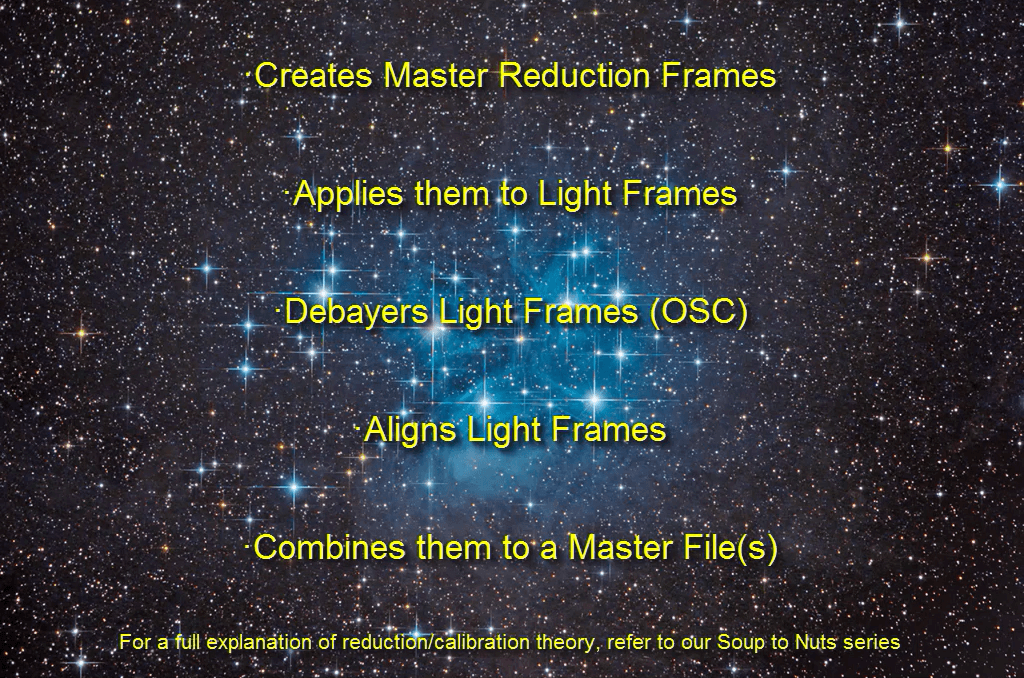 ·Creates Master Reduction Frames
·Applies them to Light Frames
·Debayers Light Frames (OSC)
·Aligns Light Frames
·Combines them to a Master File(s)
For a full explanation of reduction/calibration theory, refer to our Soup to Nuts series